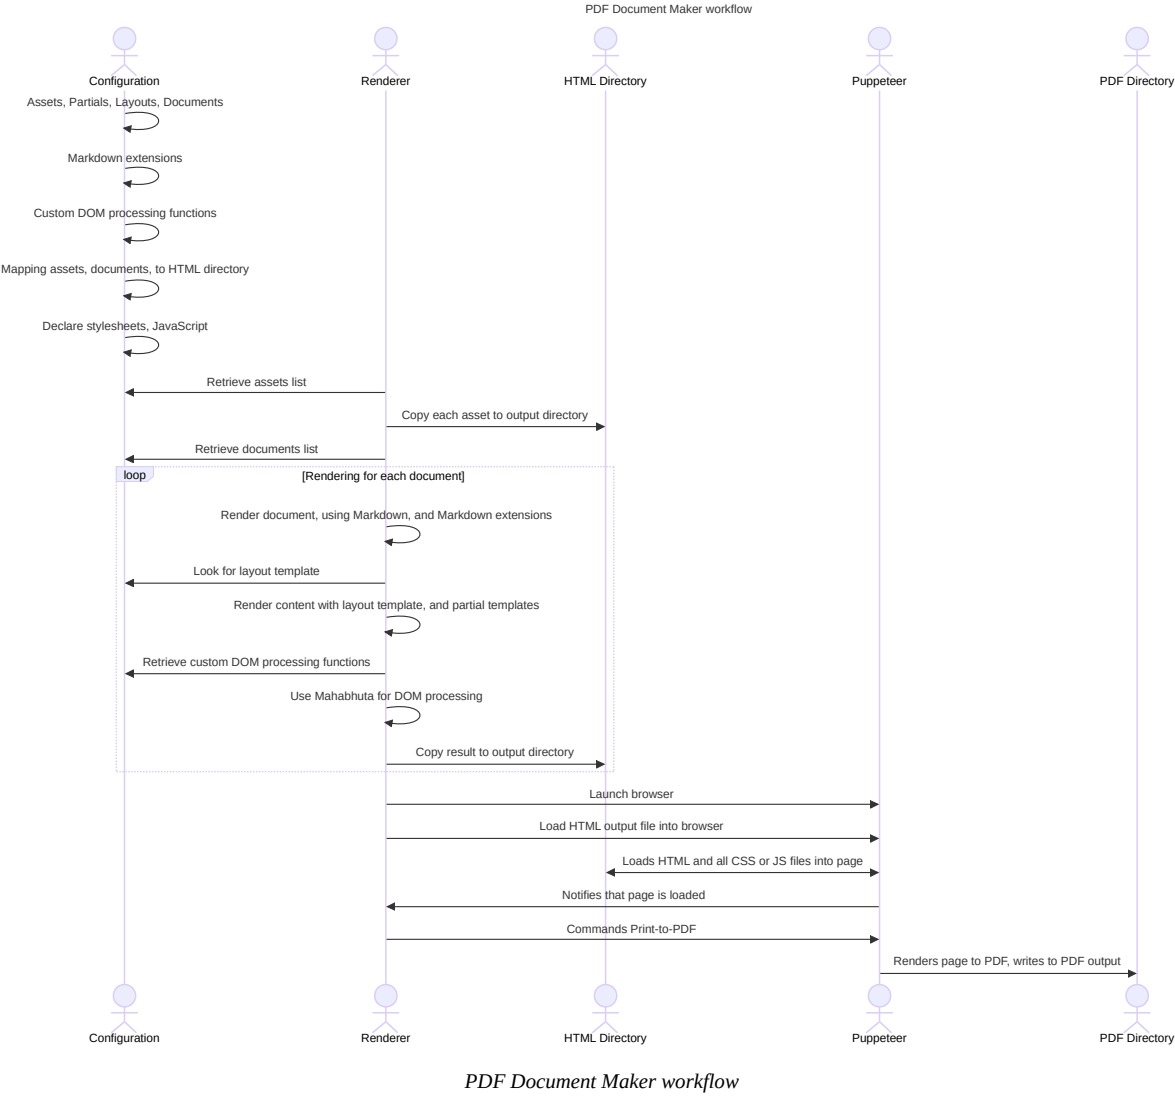 PDF Document Maker workflow
Configuration
Renderer
HTML Directory
Puppeteer
PDF Directory
Assets, Partials, Layouts, Documents
Markdown extensions
Custom DOM processing functions
Mapping assets, documents, to HTML directory
Declare stylesheets, JavaScript
Retrieve assets list
Copy each asset to output directory
Retrieve documents list
loop
[Rendering for each document]
Render document, using Markdown, and Markdown extensions
Look for layout template
Render content with layout template, and partial templates
Retrieve custom DOM processing functions
Use Mahabhuta for DOM processing
Copy result to output directory
Launch browser
Load HTML output file into browser
Loads HTML and all CSS or JS files into page
Notifies that page is loaded
Commands Print-to-PDF
Renders page to PDF, writes to PDF output
Configuration
Renderer
HTML Directory
Puppeteer
PDF Directory
PDF Document Maker workflow